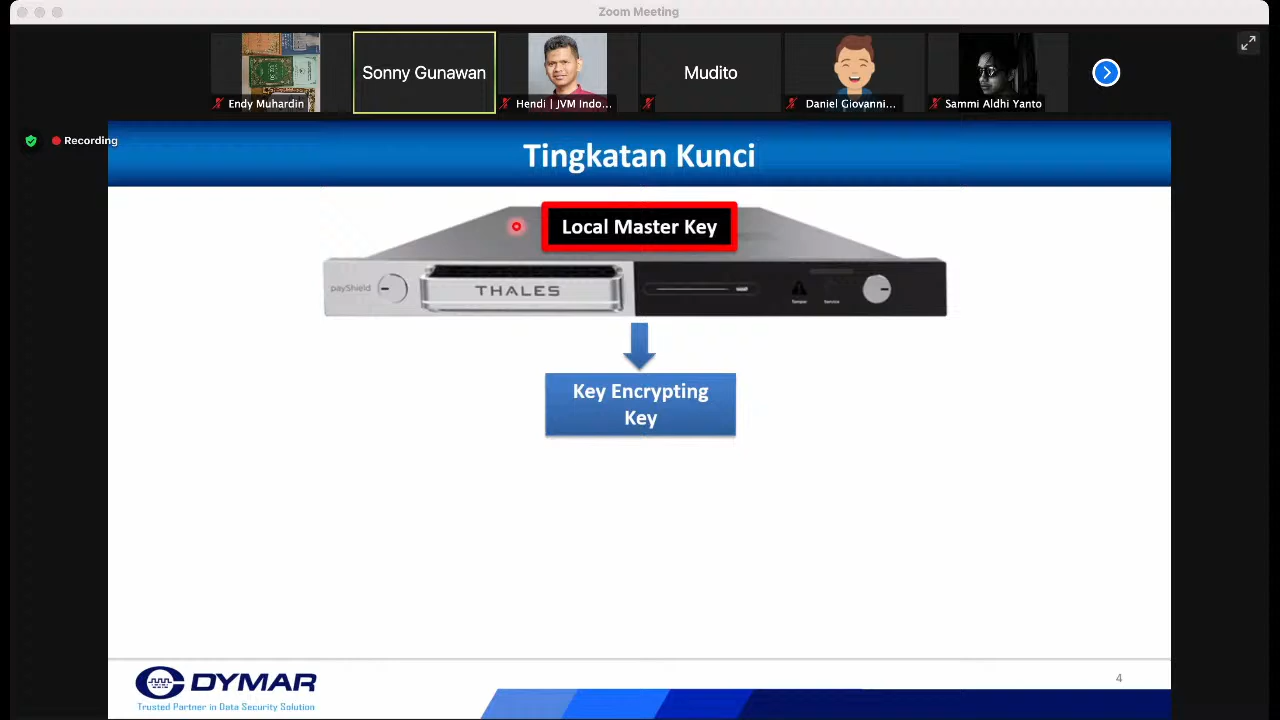 Zoom Meeting
Endy Muhardin
Sonny Gunawan
Hendi | JVM Indo...
Mudito
Daniel Giovanni...
Sammi Aldhi Yanto
Recording
Tingkatan Kunci
Local Master Key
payShield
THALES
Tamper
Service
Key Encrypting
Key
DYMAR
Trusted Partner in Data Security Solution
4